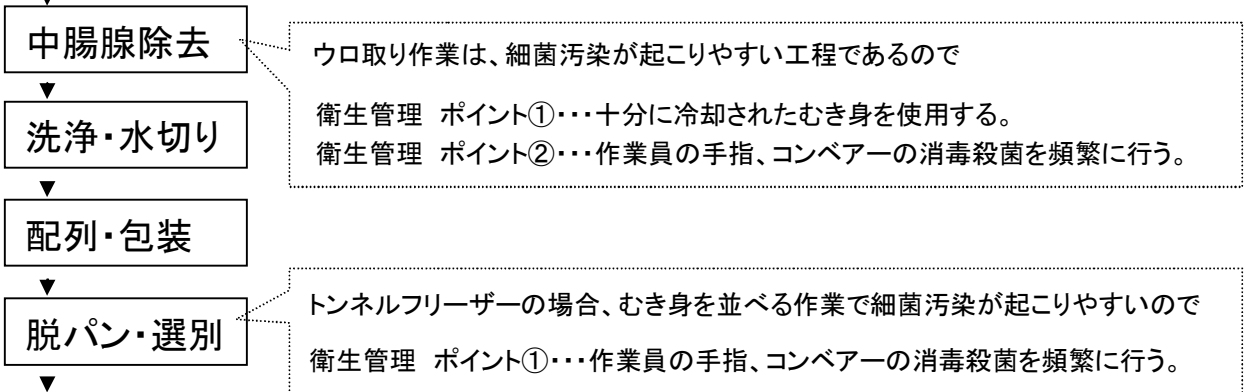 中腸腺除去
ウロ取り作業は、細菌汚染が起こりやすい工程であるので
衛生管理 ポイント①・・・十分に冷却されたむき身を使用する。
衛生管理 ポイント②・・・作業員の手指、コンベアーの消毒殺菌を頻繁に行う。
洗浄・水切り
配列・包装
脱パン・選別
トンネルフリーザーの場合、むき身を並べる作業で細菌汚染が起こりやすいので
衛生管理 ポイント①・・・作業員の手指、コンベアーの消毒殺菌を頻繁に行う。